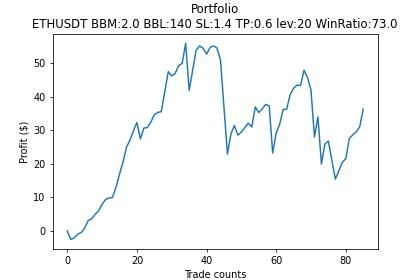 Portfolio
ETHUSDT BBM:2.0 BBL:140 SL:1.4 TP:0.6 lev:20 WinRatio:73.0
Profit ($)
50
40
30
20
10
0
0
20
40
60
80
Trade counts